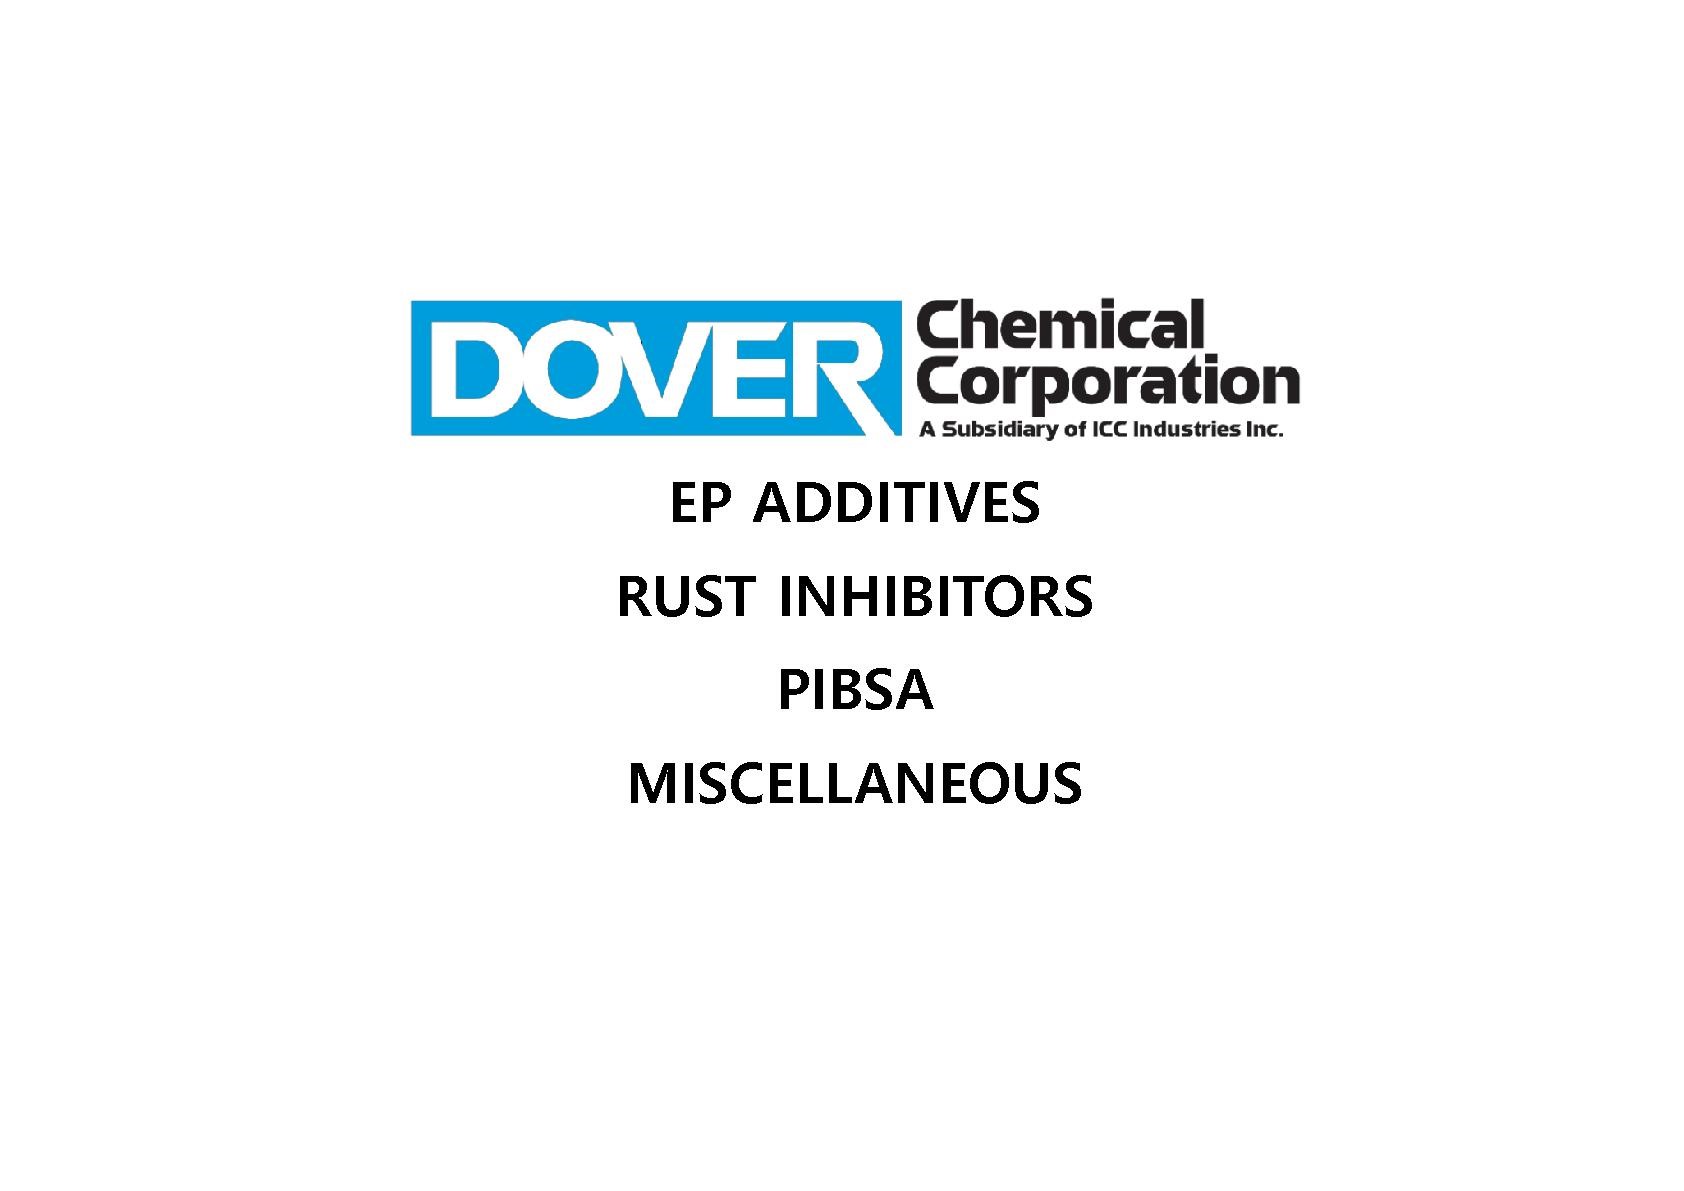 DOVER Chemical
Corporation
A Subsidiary of ICC Industries Inc.
EP ADDITIVES
RUST INHIBITORS
PIBSA
MISCELLANEOUS